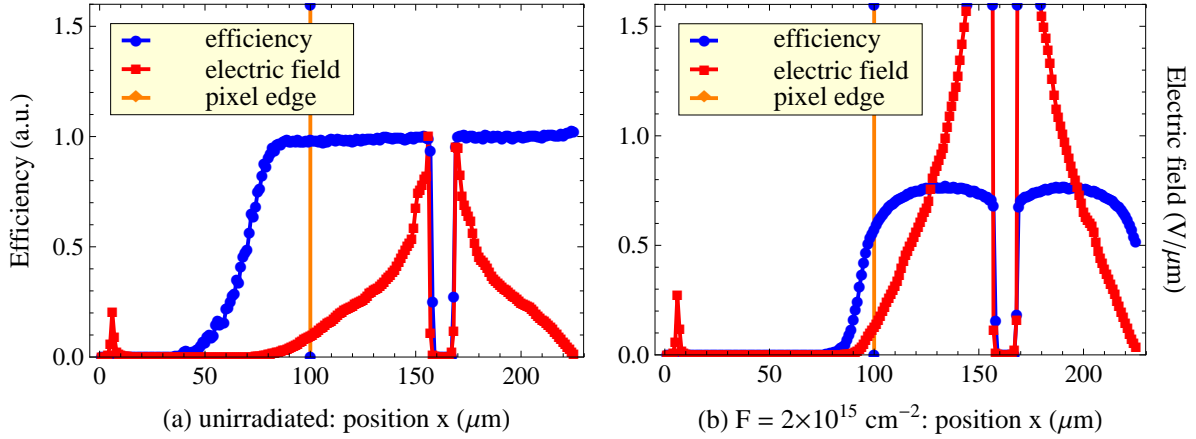 1.5
1.0
0.5
0.0
Efficiency (a.u.)
efficiency
electric field
pixel edge
0 50 100 150 200
(a) unirradiated: position x (μm)
1.5
1.0
0.5
0.0
efficiency
electric field
pixel edge
0 50 100 150 200
Electric field (V/μm)
(b) F = 2×10¹⁵ cm⁻²: position x (μm)